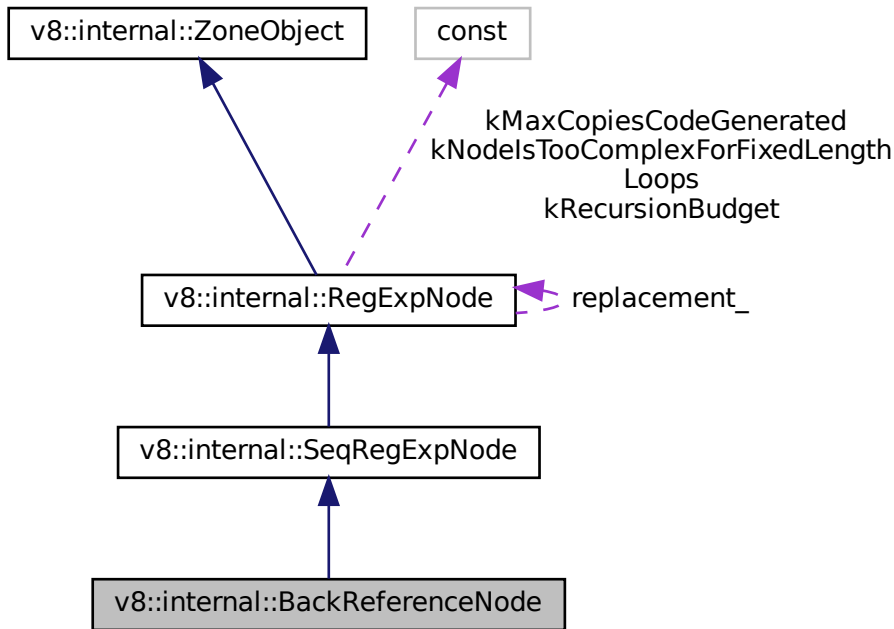 v8::internal::ZoneObject
const
kMaxCopiesCodeGenerated
kNodeIsTooComplexForFixedLength
Loops
kRecursionBudget
v8::internal::RegExpNode
replacement_
v8::internal::SeqRegExpNode
v8::internal::BackReferenceNode